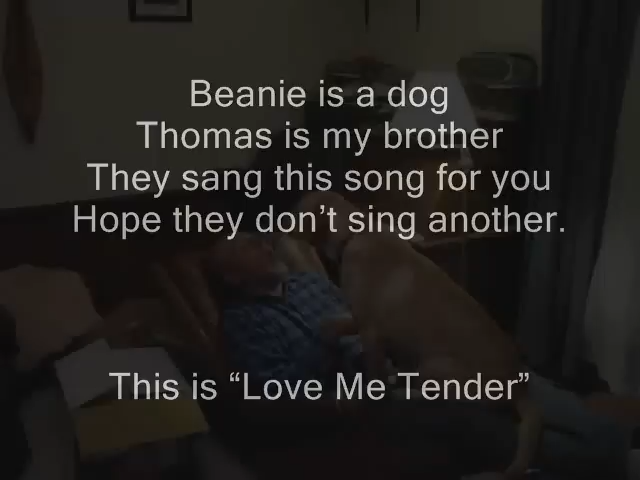 Beanie is a dog
Thomas is my brother
They sang this song for you
Hope they don’t sing another.
This is “Love Me Tender”